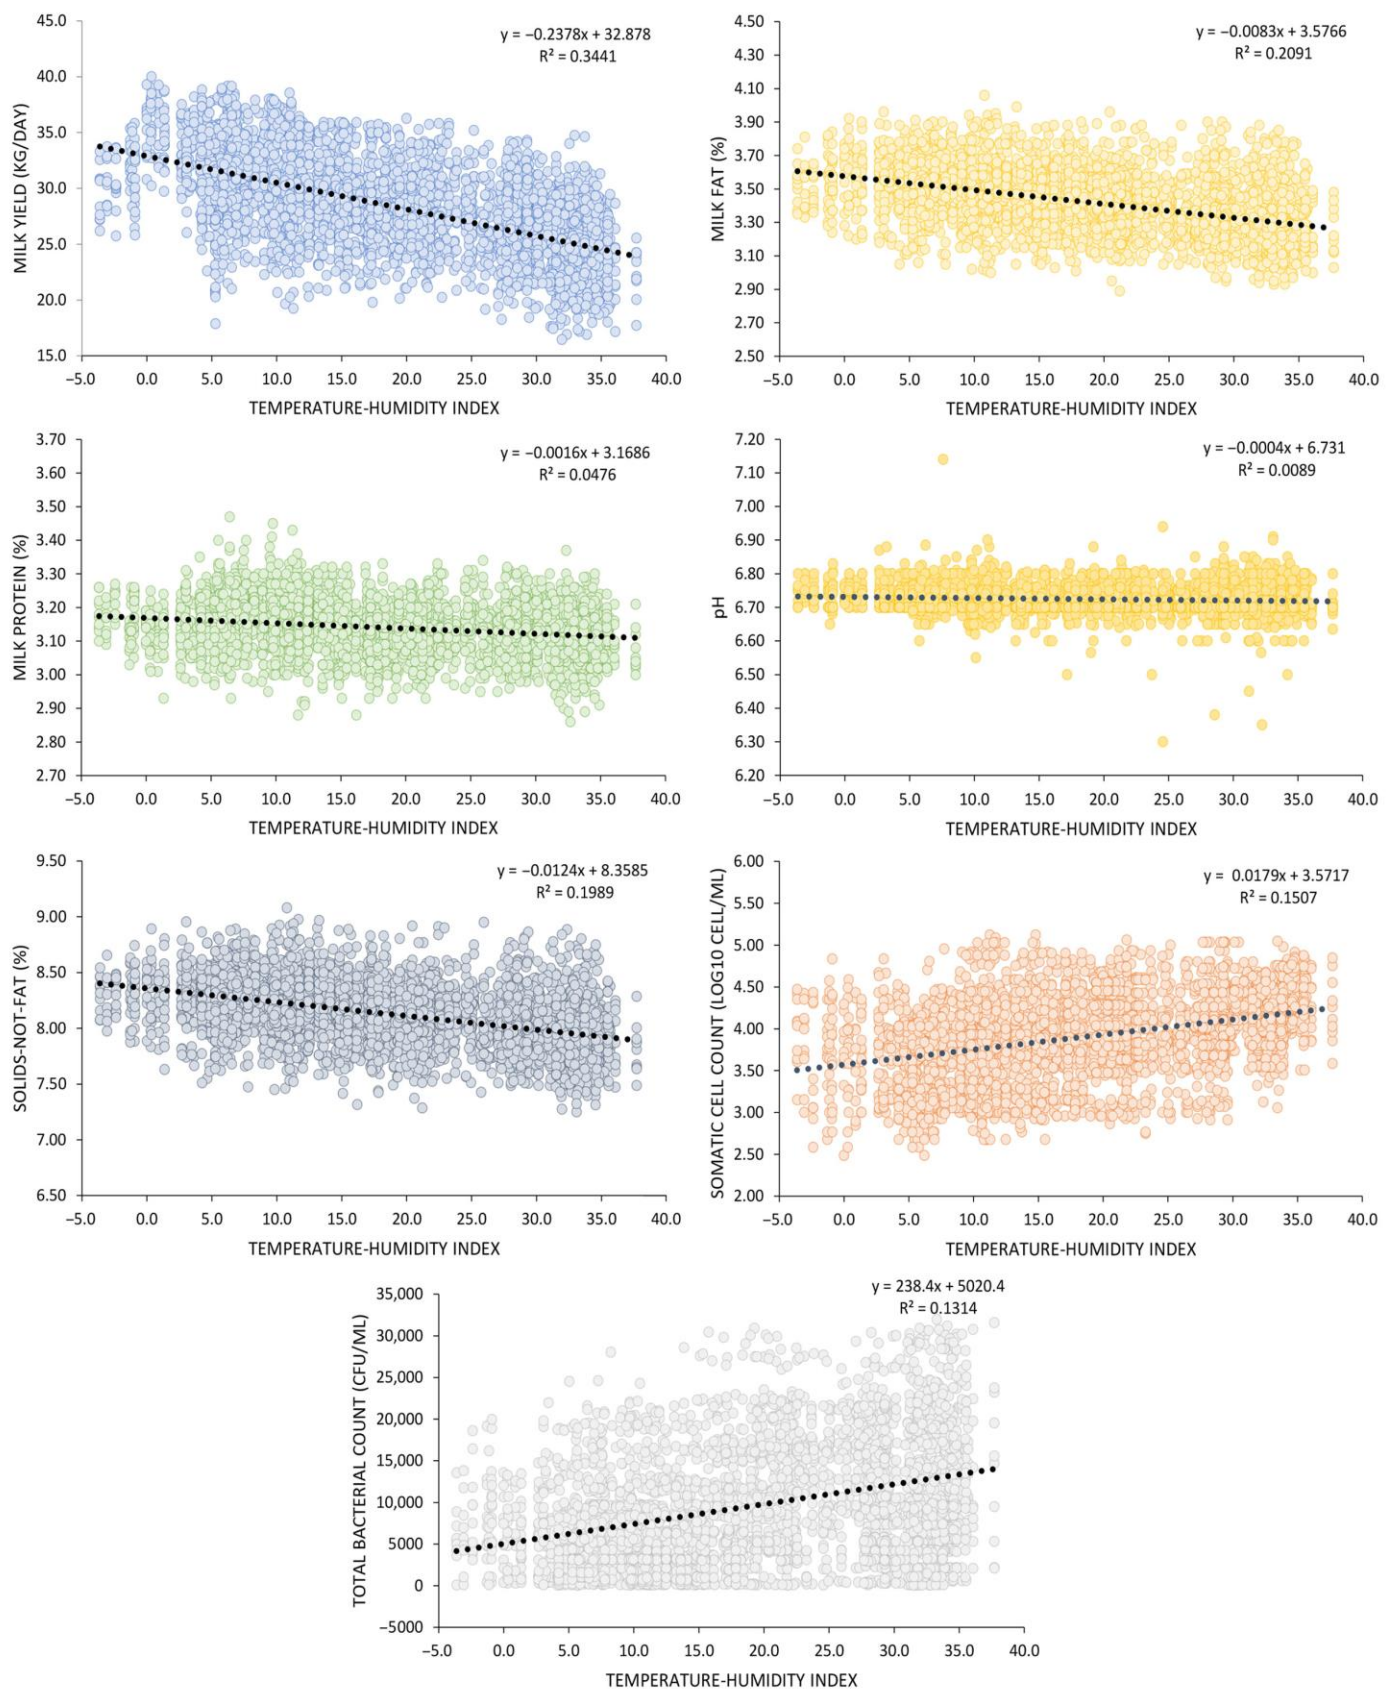 y = −0.2378x + 32.878
R² = 0.3441
MILK YIELD (KG/DAY)
45.0
40.0
35.0
30.0
25.0
20.0
15.0
−5.0 0.0 5.0 10.0 15.0 20.0 25.0 30.0 35.0 40.0
TEMPERATURE-HUMIDITY INDEX
y = −0.0083x + 3.5766
R² = 0.2091
MILK FAT (%)
4.50
4.30
4.10
3.90
3.70
3.50
3.30
3.10
2.90
2.70
2.50
−5.0 0.0 5.0 10.0 15.0 20.0 25.0 30.0 35.0 40.0
TEMPERATURE-HUMIDITY INDEX
y = −0.0016x + 3.1686
R² = 0.0476
MILK PROTEIN (%)
3.70
3.60
3.50
3.40
3.30
3.20
3.10
3.00
2.90
2.80
2.70
−5.0 0.0 5.0 10.0 15.0 20.0 25.0 30.0 35.0 40.0
TEMPERATURE-HUMIDITY INDEX
y = −0.0004x + 6.731
R² = 0.0089
pH
7.20
7.10
7.00
6.90
6.80
6.70
6.60
6.50
6.40
6.30
6.20
−5.0 0.0 5.0 10.0 15.0 20.0 25.0 30.0 35.0 40.0
TEMPERATURE-HUMIDITY INDEX
y = −0.0124x + 8.3585
R² = 0.1989
SOLIDS-NOT-FAT (%)
9.50
9.00
8.50
8.00
7.50
7.00
6.50
−5.0 0.0 5.0 10.0 15.0 20.0 25.0 30.0 35.0 40.0
TEMPERATURE-HUMIDITY INDEX
y = 0.0179x + 3.5717
R² = 0.1507
SOMATIC CELL COUNT (LOG10 CELL/ML)
6.00
5.00
4.50
4.00
3.50
3.00
2.50
2.00
−5.0 0.0 5.0 10.0 15.0 20.0 25.0 30.0 35.0 40.0
TEMPERATURE-HUMIDITY INDEX
y = 238.4x + 5020.4
R² = 0.1314
TOTAL BACTERIAL COUNT (CFU/ML)
35,000
30,000
25,000
20,000
15,000
10,000
5000
0
−5000
−5.0 0.0 5.0 10.0 15.0 20.0 25.0 30.0 35.0 40.0
TEMPERATURE-HUMIDITY INDEX